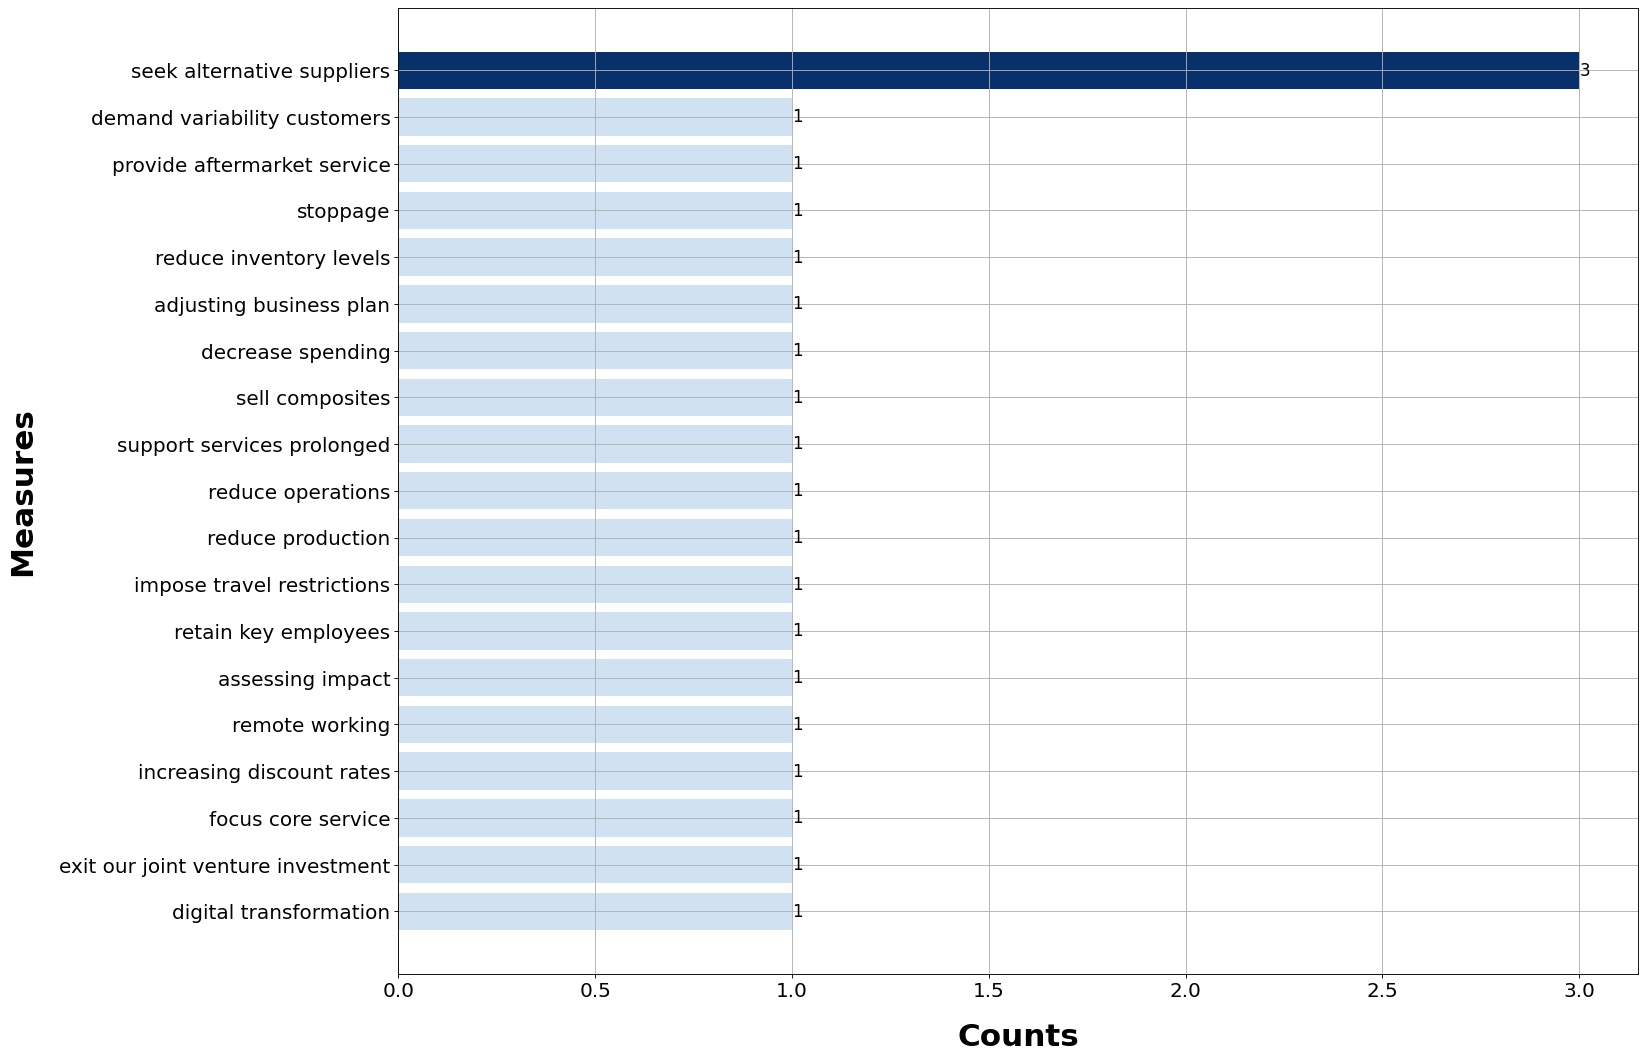 seek alternative suppliers 3
demand variability customers 1
provide aftermarket service 1
stoppage 1
reduce inventory levels 1
adjusting business plan 1
decrease spending 1
sell composites 1
support services prolonged 1
reduce operations 1
reduce production 1
impose travel restrictions 1
retain key employees 1
assessing impact 1
remote working 1
increasing discount rates 1
focus core service 1
exit our joint venture investment 1
digital transformation 1
Measures
0.0 0.5 1.0 1.5 2.0 2.5 3.0
Counts